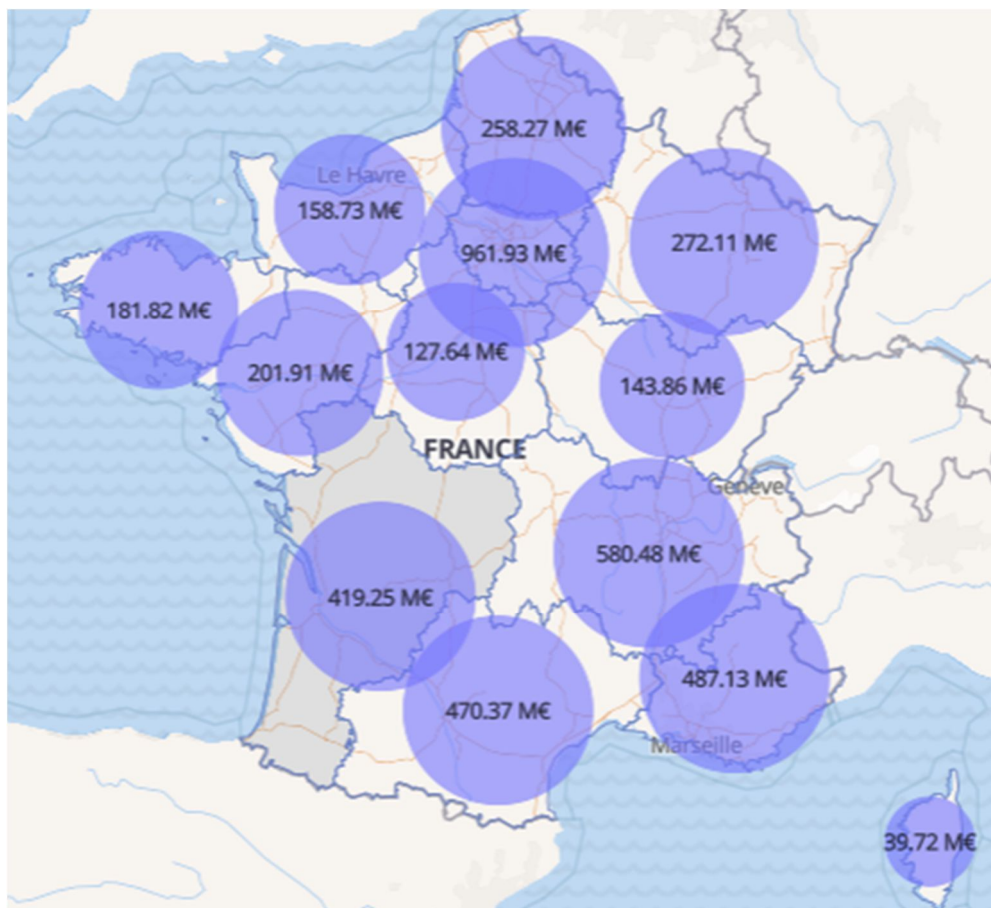 258.27 M€
Le Havre
158.73 M€
272.11 M€
961.93 M€
181.82 M€
127.64 M€
201.91 M€
143.86 M€
FRANCE
Genève
580.48 M€
419.25 M€
487.13 M€
470.37 M€
Marseille
39.72 M€